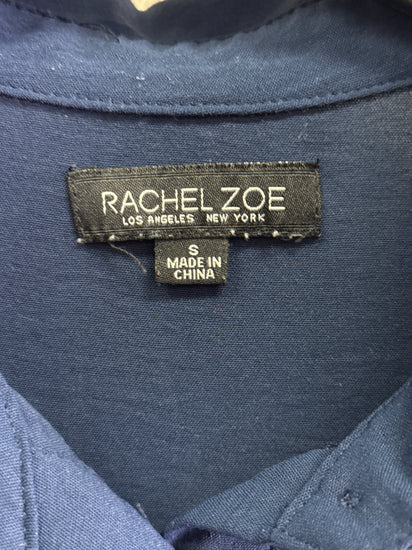 RACHEL ZOE
LOS ANGELES NEW YORK
S
MADE IN
CHINA